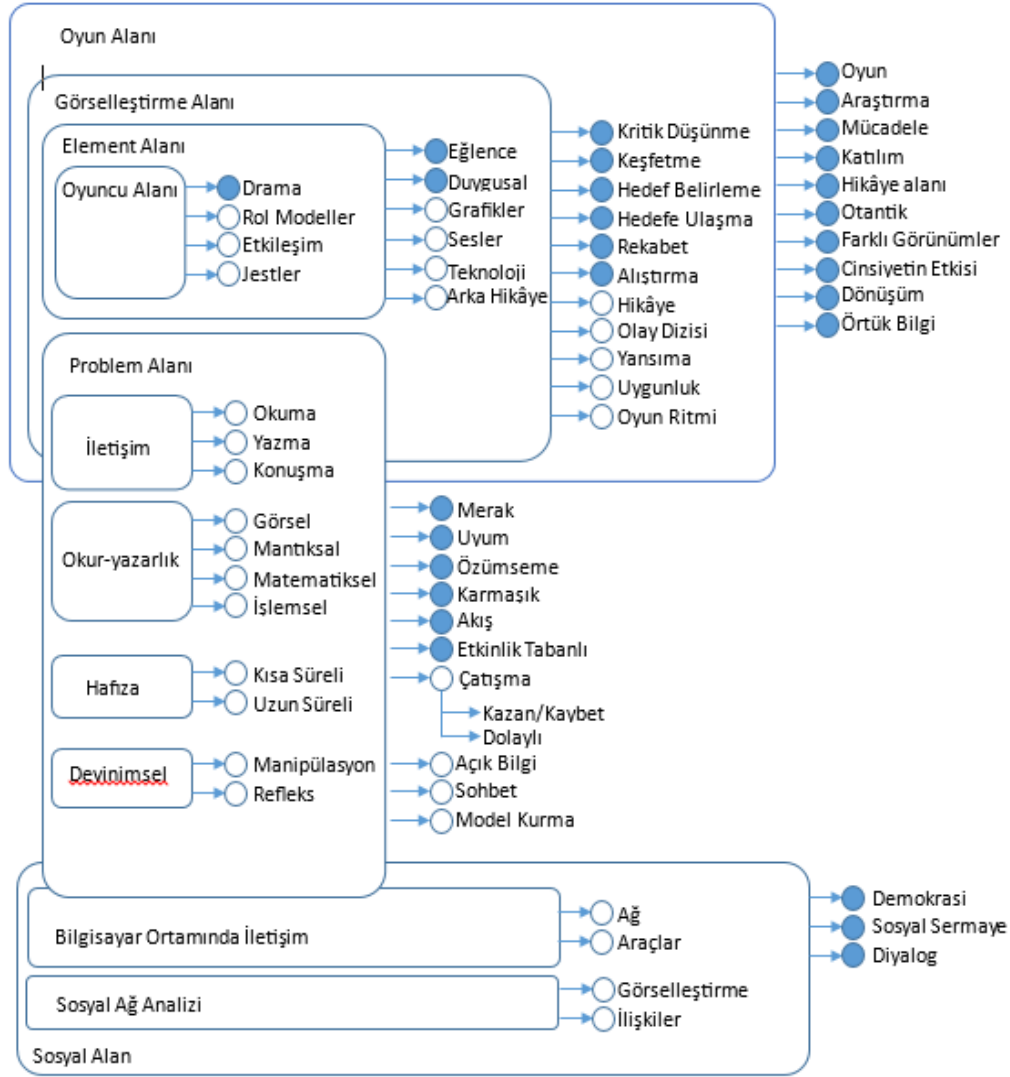 Oyun Alanı
Görselleştirme Alanı
Element Alanı
Oyuncu Alanı
Drama
Rol Modeller
Etkileşim
Jestler
Eğlence
Duygusal
Grafikler
Sesler
Teknoloji
Arka Hikâye
Kritik Düşünme
Keşfetme
Hedef Belirleme
Hedefe Ulaşma
Rekabet
Alıştırma
Hikâye
Olay Dizisi
Yansıma
Uygunluk
Oyun Ritmi
Oyun
Araştırma
Mücadele
Katılım
Hikâye alanı
Otantik
Farklı Görünümler
Cinsiyetin Etkisi
Dönüşüm
Örtük Bilgi
Problem Alanı
İletişim
Okuma
Yazma
Konuşma
Okur-yazarlık
Görsel
Mantıksal
Matematiksel
İşlemsel
Hafıza
Kısa Süreli
Uzun Süreli
Devinimsel
Manipülasyon
Refleks
Merak
Uyum
Özümseme
Karmaşık
Akış
Etkinlik Tabanlı
Çatışma
Kazan/Kaybet
Dolaylı
Açık Bilgi
Sohbet
Model Kurma
Bilgisayar Ortamında İletişim
Ağ
Araçlar
Sosyal Ağ Analizi
Görselleştirme
İlişkiler
Sosyal Alan
Demokrasi
Sosyal Sermaye
Diyalog